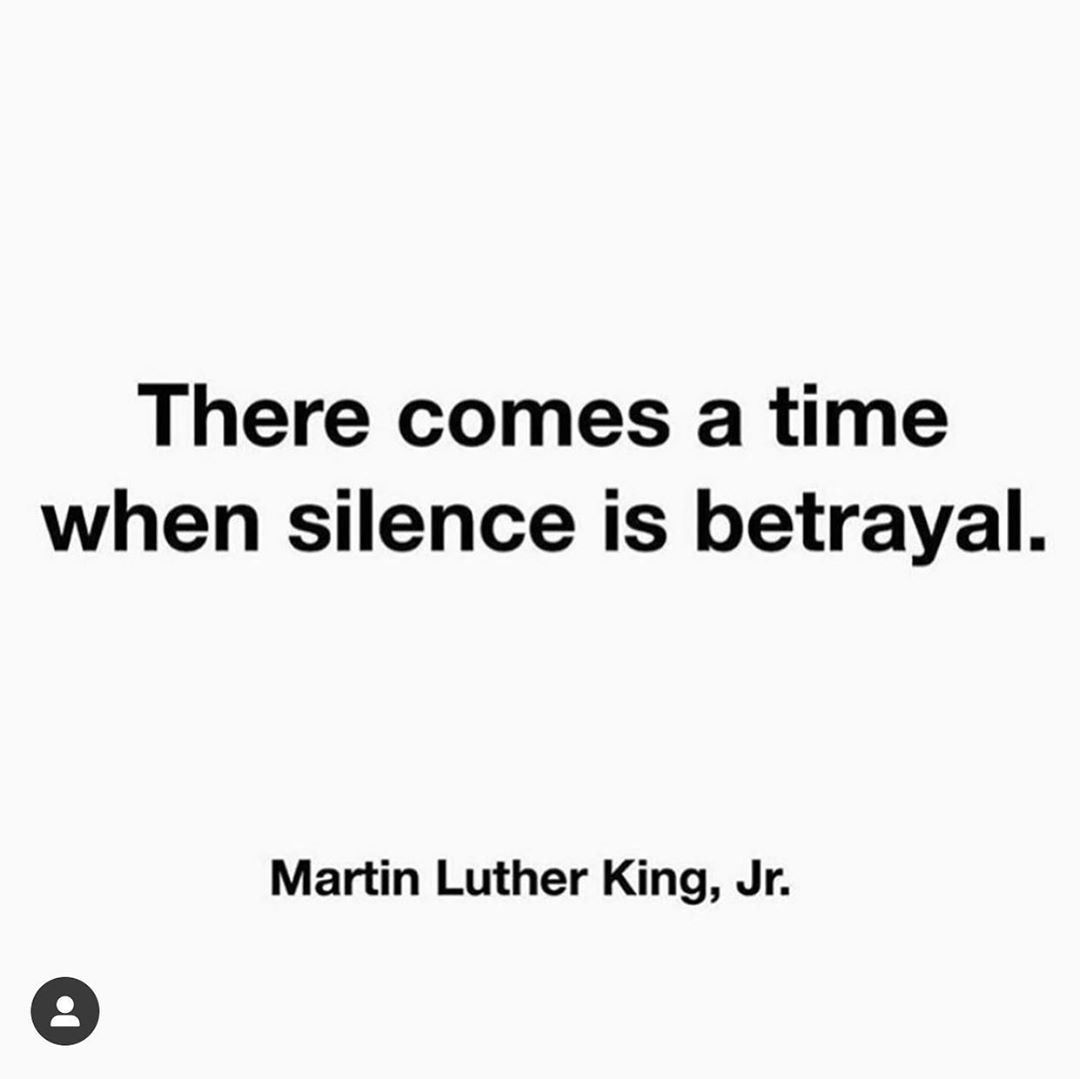 There comes a time
when silence is betrayal.
Martin Luther King, Jr.